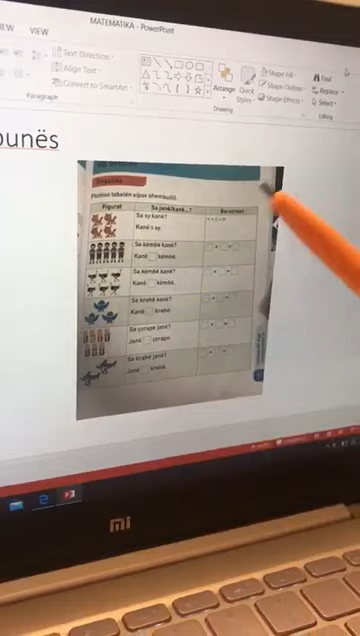 MATEMATIKA - PowerPoint
VIEW
Text Direction
Align Text
Convert to SmartArt
Paragraph
Arrange
Quick
Styles
Shape Fill
Shape Outline
Shape Effects
Drawing
Find
Replace
Select
Editing
punës
Plotëso tabelën sipas shembullit.
Figurat
Sa janë/kanë...?
Barazimet
Sa sy kanë?
Kanë 8 sy.
Sa këmbë kanë?
Kanë këmbë.
Sa këmbë kanë?
Kanë këmbë.
Sa krahë kanë?
Kanë krahë.
Sa çorape janë?
Janë çorape.
Sa krahë janë?
Janë krahë.
mi